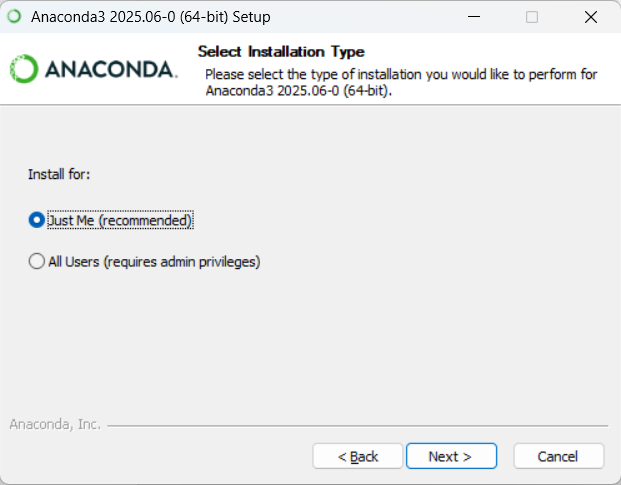 Anaconda3 2025.06-0 (64-bit) Setup
ANACONDA.
Select Installation Type
Please select the type of installation you would like to perform for
Anaconda3 2025.06-0 (64-bit).
Install for:
Just Me (recommended)
All Users (requires admin privileges)
Anaconda, Inc.
< Back
Next >
Cancel